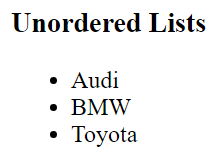 Unordered Lists
• Audi
• BMW
• Toyota